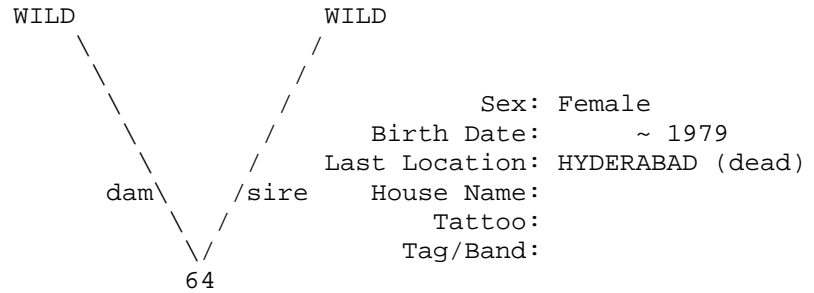 WILD WILD
Sex: Female
Birth Date: ~ 1979
Last Location: HYDERABAD (dead)
dam /sire House Name:
Tattoo:
Tag/Band:
64